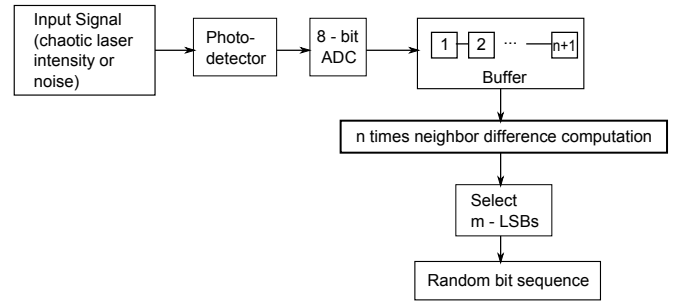 Input Signal
(chaotic laser
intensity or
noise)
Photo-
detector
8 - bit
ADC
1 2 ... n+1
Buffer
n times neighbor difference computation
Select
m - LSBs
Random bit sequence